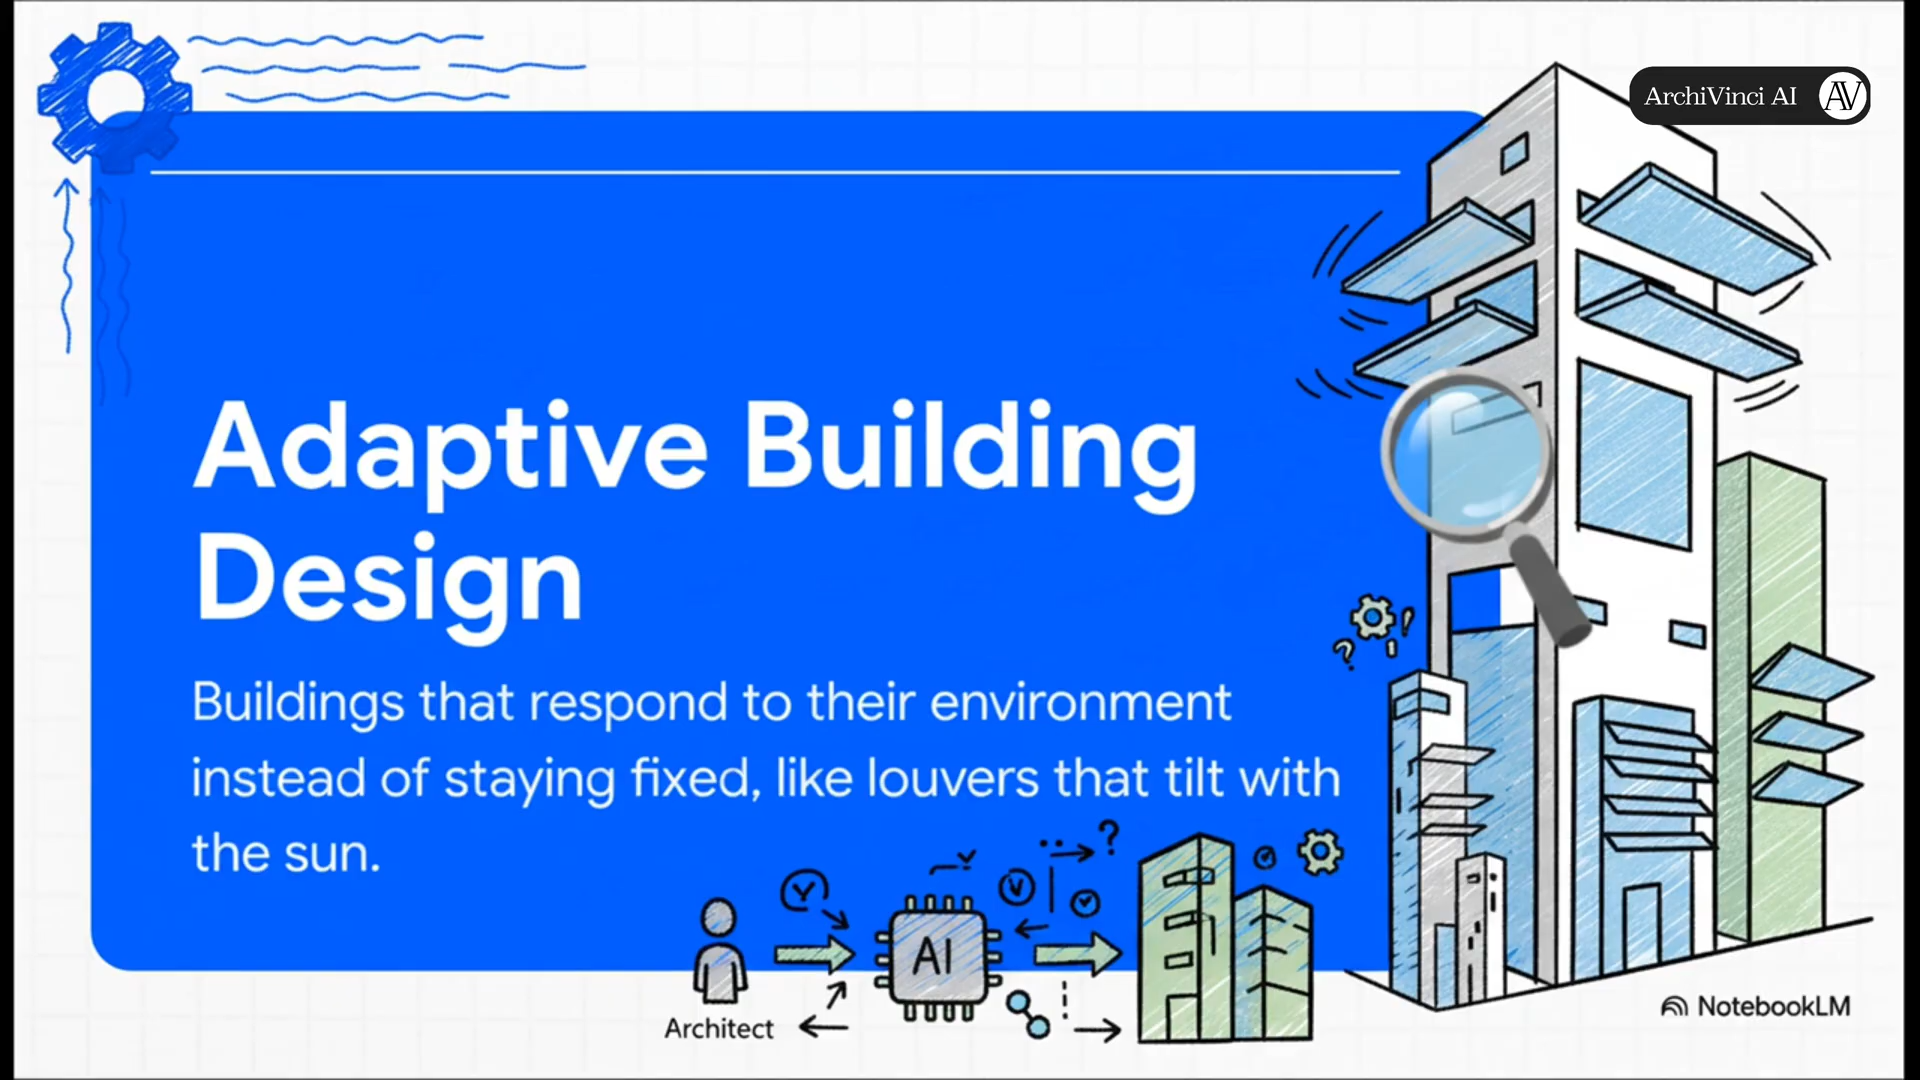 ArchiVinci AI AV
Adaptive Building
Design
Buildings that respond to their environment
instead of staying fixed, like louvers that tilt with
the sun.
?
?
AI
Architect
NotebookLM